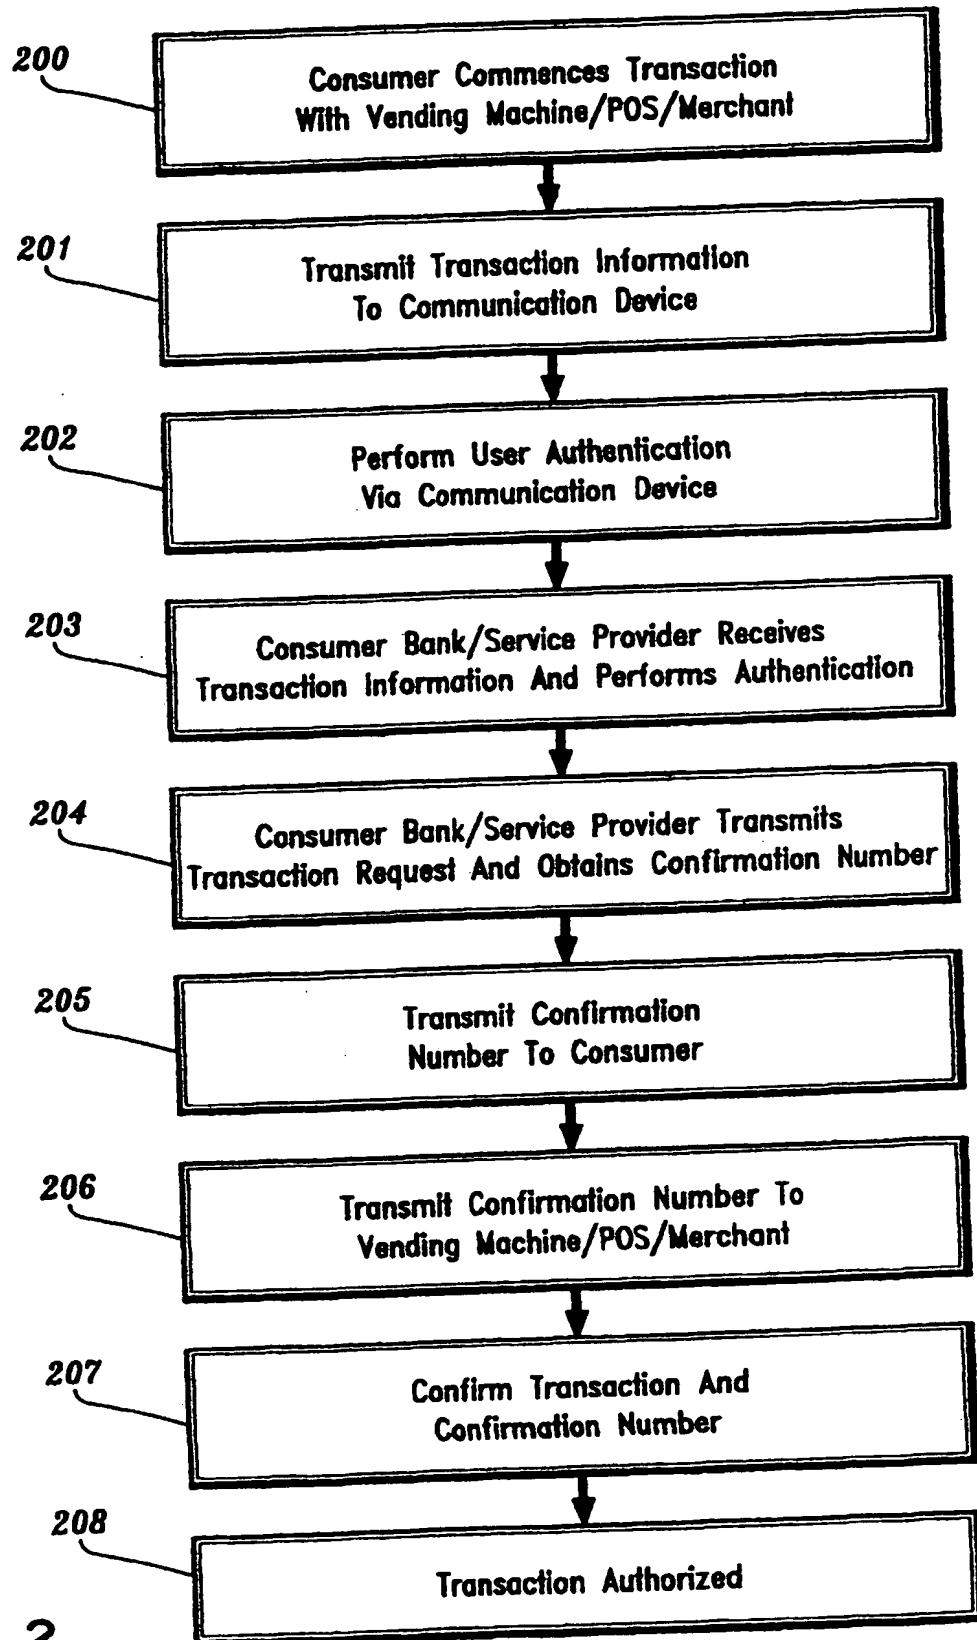 200
Consumer Commences Transaction
With Vending Machine/POS/Merchant
201
Transmit Transaction Information
To Communication Device
202
Perform User Authentication
Via Communication Device
203
Consumer Bank/Service Provider Receives
Transaction Information And Performs Authentication
204
Consumer Bank/Service Provider Transmits
Transaction Request And Obtains Confirmation Number
205
Transmit Confirmation
Number To Consumer
206
Transmit Confirmation Number To
Vending Machine/POS/Merchant
207
Confirm Transaction And
Confirmation Number
208
Transaction Authorized
2